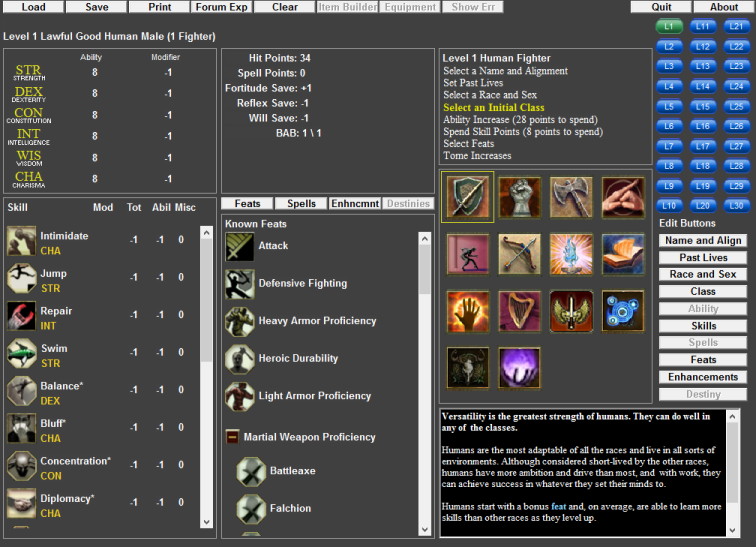 Load Save Print Forum Exp Clear Item Builder Equipment Show Err Quit About
Level 1 Lawful Good Human Male (1 Fighter)
Ability Modifier
STR 8 -1
STRENGTH
DEX 8 -1
DEXTERITY
CON 8 -1
CONSTITUTION
INT 8 -1
INTELLIGENCE
WIS 8 -1
WISDOM
CHA 8 -1
CHARISMA
Hit Points: 34
Spell Points: 0
Fortitude Save: +1
Reflex Save: -1
Will Save: -1
BAB: 1 \ 1
Level 1 Human Fighter
Select a Name and Alignment
Set Past Lives
Select a Race and Sex
Select an Initial Class
Ability Increase (28 points to spend)
Spend Skill Points (8 points to spend)
Select Feats
Tome Increases
L1 L11 L21
L2 L12 L22
L3 L13 L23
L4 L14 L24
L5 L15 L25
L6 L16 L26
L7 L17 L27
L8 L18 L28
L9 L19 L29
L10 L20 L30
Skill Mod Tot Abil Misc
Intimidate -1 -1 0
CHA
Jump -1 -1 0
STR
Repair -1 -1 0
INT
Swim -1 -1 0
STR
Balance* -1 -1 0
DEX
Bluff* -1 -1 0
CHA
Concentration* -1 -1 0
CON
Diplomacy* -1 -1 0
CHA
Feats Spells Enhncmnt Destinies
Known Feats
Attack
Defensive Fighting
Heavy Armor Proficiency
Heroic Durability
Light Armor Proficiency
Martial Weapon Proficiency
Battleaxe
Falchion
Edit Buttons
Name and Align
Past Lives
Race and Sex
Class
Ability
Skills
Spells
Feats
Enhancements
Destiny
Versatility is the greatest strength of humans. They can do well in
any of the classes.
Humans are the most adaptable of all the races and live in all sorts of
environments. Although considered short-lived by the other races,
humans have more ambition and drive than most, and with work, they
can achieve success in whatever they set their minds to.
Humans start with a bonus feat and, on average, are able to learn more
skills than other races as they level up.